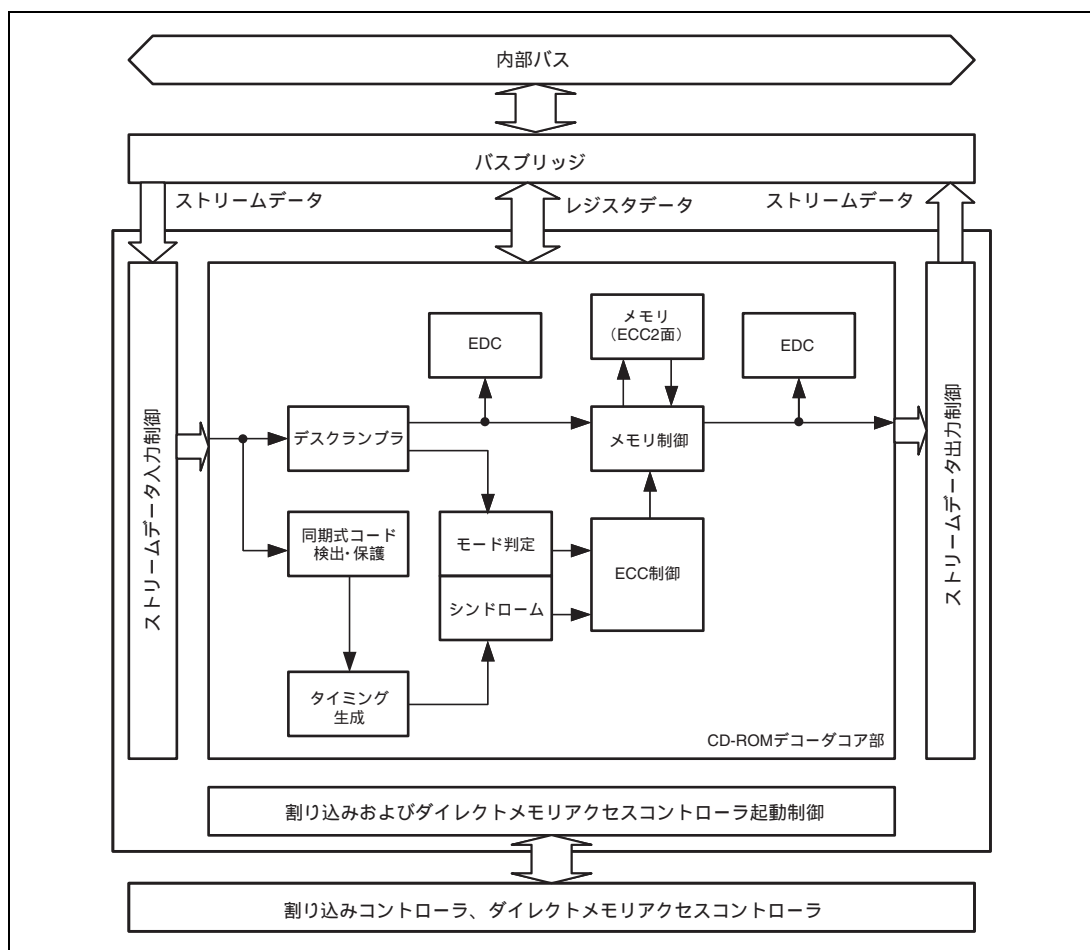 内部バス
バスブリッジ
ストリームデータ
レジスタデータ
ストリームデータ
ストリームデータ入力制御
EDC
メモリ
（ECC2面）
EDC
デスクランブラ
メモリ制御
同期式コード
検出・保護
モード判定
シンドローム
ECC制御
タイミング
生成
CD-ROMデコーダコア部
ストリームデータ出力制御
割り込みおよびダイレクトメモリアクセスコントローラ起動制御
割り込みコントローラ、ダイレクトメモリアクセスコントローラ